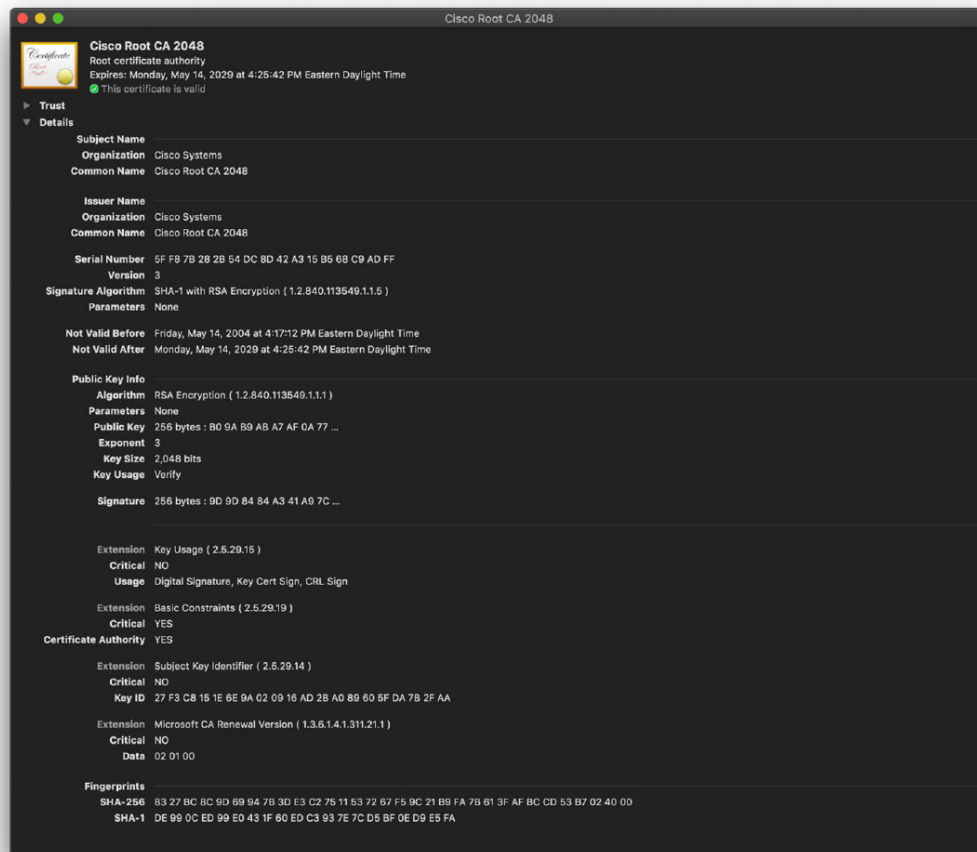 Cisco Root CA 2048
Certificate
Root
Cisco Root CA 2048
Root certificate authority
Expires: Monday, May 14, 2029 at 4:25:42 PM Eastern Daylight Time
This certificate is valid
Trust
Details
Subject Name
Organization Cisco Systems
Common Name Cisco Root CA 2048
Issuer Name
Organization Cisco Systems
Common Name Cisco Root CA 2048
Serial Number 5F F8 7B 28 2B 54 DC 8D 42 A3 15 B5 68 C9 AD FF
Version 3
Signature Algorithm SHA-1 with RSA Encryption ( 1.2.840.113549.1.1.5 )
Parameters None
Not Valid Before Friday, May 14, 2004 at 4:17:12 PM Eastern Daylight Time
Not Valid After Monday, May 14, 2029 at 4:25:42 PM Eastern Daylight Time
Public Key Info
Algorithm RSA Encryption ( 1.2.840.113549.1.1.1 )
Parameters None
Public Key 256 bytes : B0 9A B9 AB A7 AF 0A 77 ...
Exponent 3
Key Size 2,048 bits
Key Usage Verify
Signature 256 bytes : 9D 9D 84 84 A3 41 A9 7C ...
Extension Key Usage ( 2.5.29.15 )
Critical NO
Usage Digital Signature, Key Cert Sign, CRL Sign
Extension Basic Constraints ( 2.5.29.19 )
Critical YES
Certificate Authority YES
Extension Subject Key Identifier ( 2.5.29.14 )
Critical NO
Key ID 27 F3 C8 15 1E 6E 9A 02 09 16 AD 2B A0 89 60 5F DA 7B 2F AA
Extension Microsoft CA Renewal Version ( 1.3.6.1.4.1.311.21.1 )
Critical NO
Data 02 01 00
Fingerprints
SHA-256 83 27 BC 8C 9D 69 94 7B 3D E3 C2 75 11 53 72 67 F5 9C 21 B9 FA 7B 61 3F AF BC CD 53 B7 02 40 00
SHA-1 DE 99 0C ED 99 E0 43 1F 60 ED C3 93 7E 7C D5 BF 0E D9 E5 FA